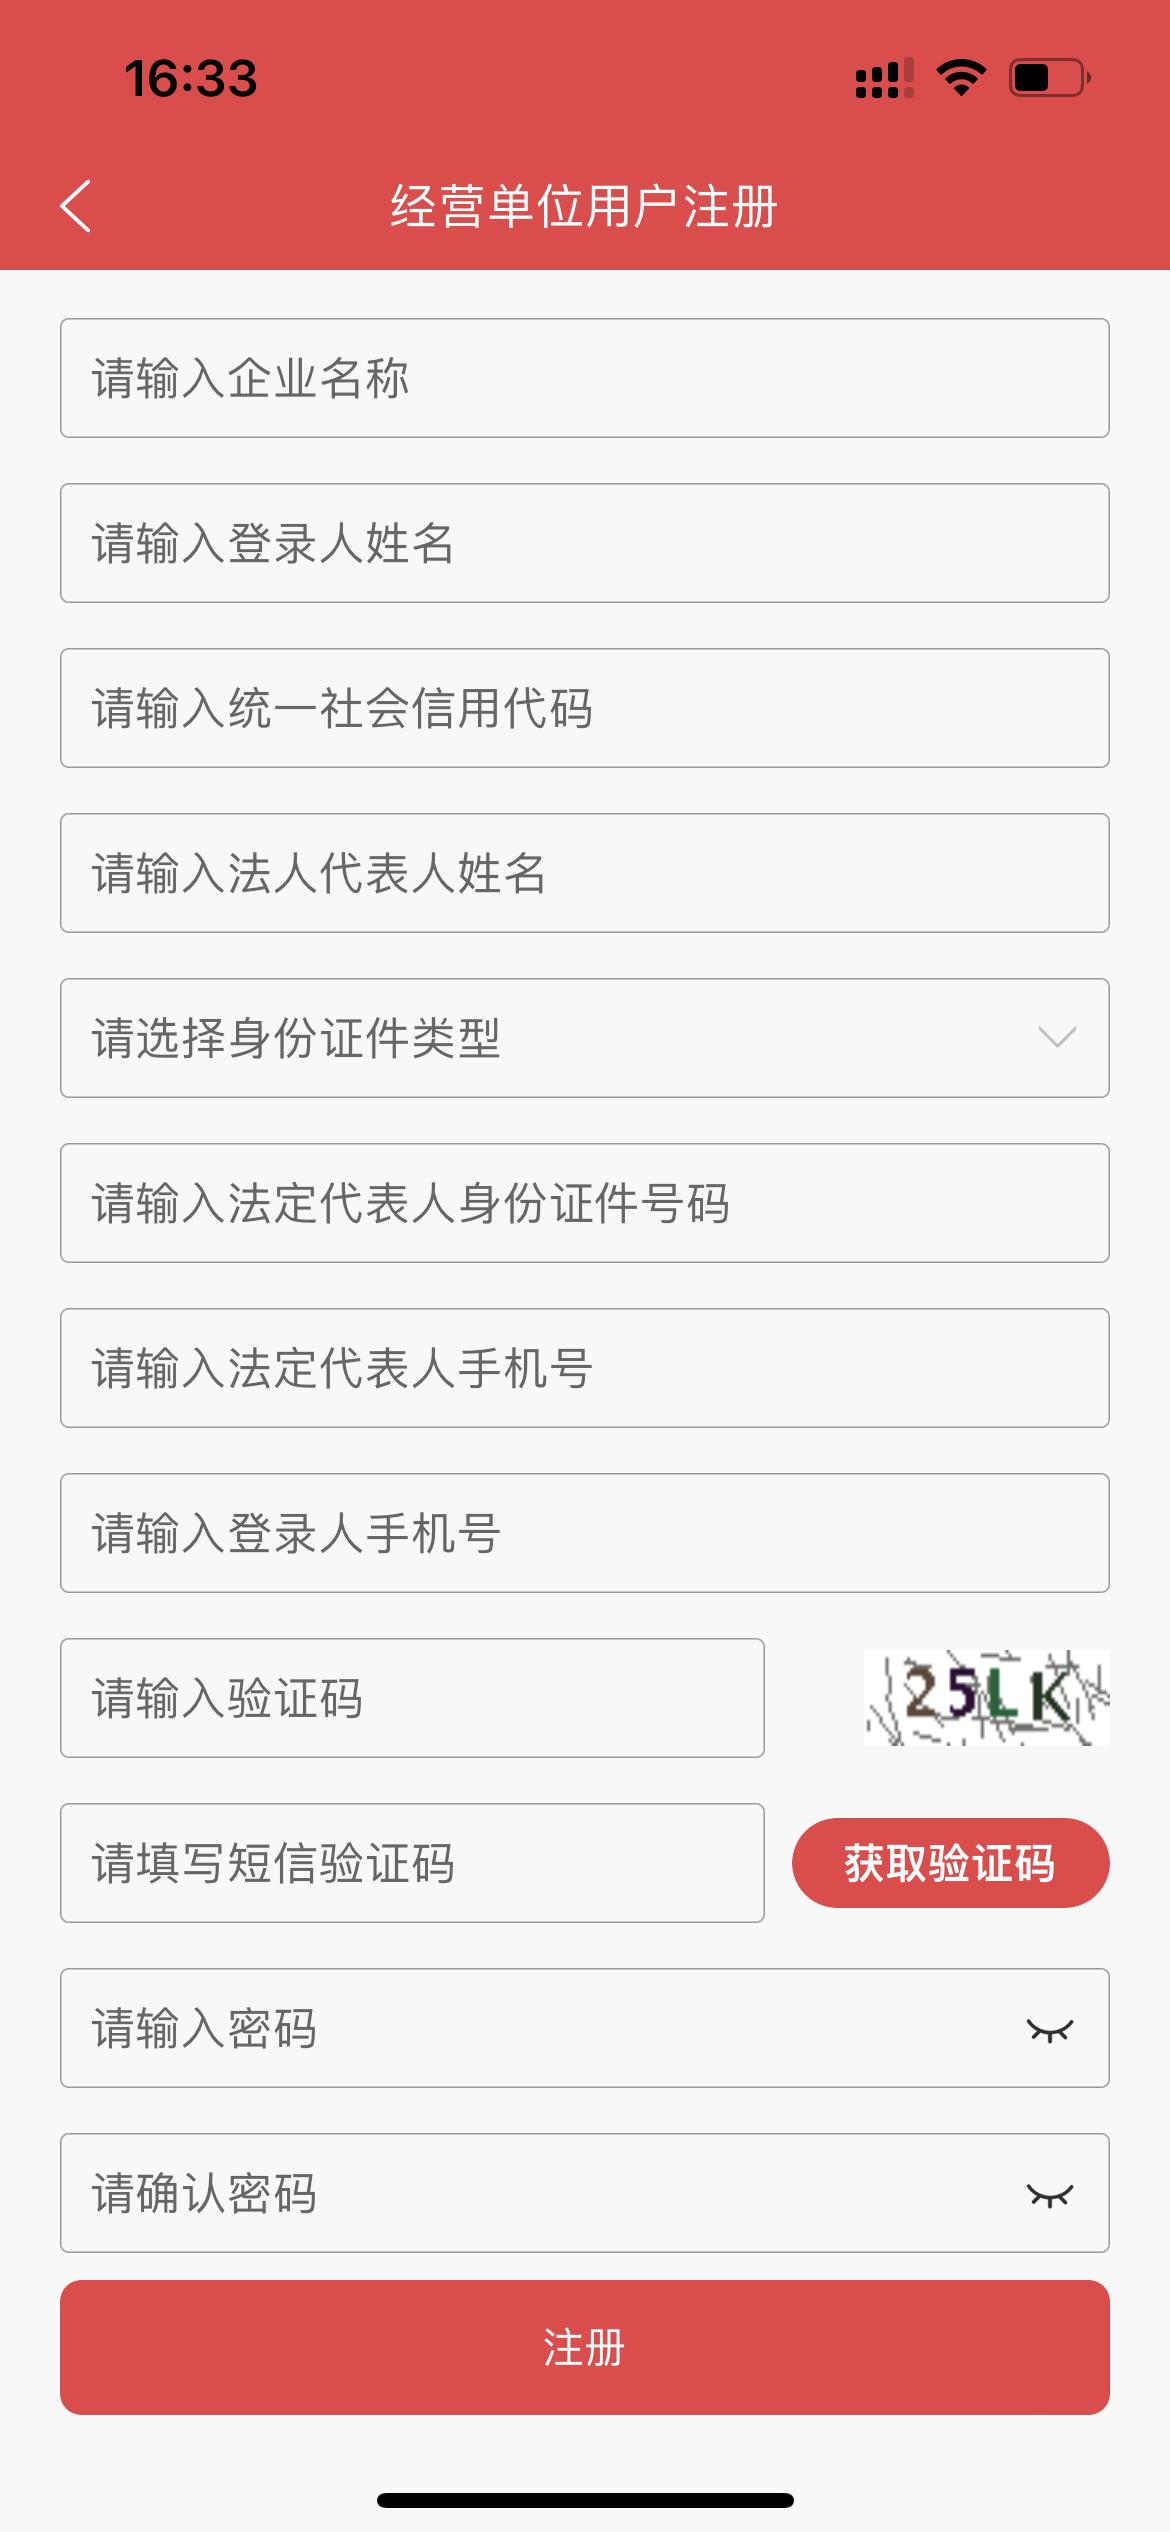 16:33
经营单位用户注册
请输入企业名称
请输入登录人姓名
请输入统一社会信用代码
请输入法人代表人姓名
请选择身份证件类型
请输入法定代表人身份证件号码
请输入法定代表人手机号
请输入登录人手机号
请输入验证码
25LK
请填写短信验证码
获取验证码
请输入密码
请确认密码
注册